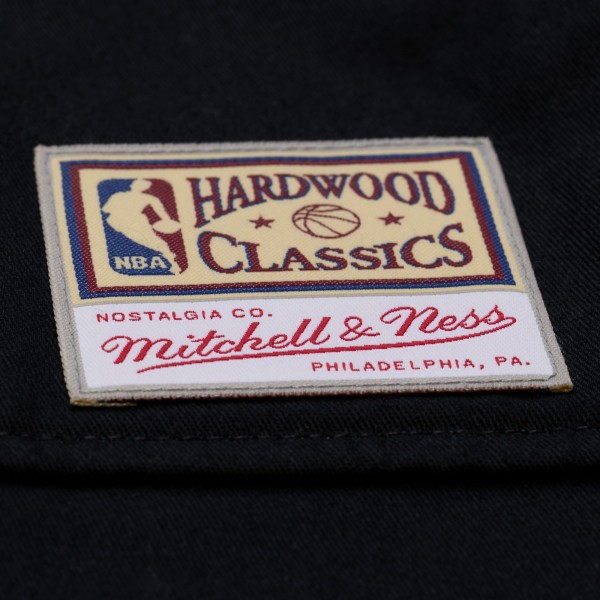 HARDWOOD
CLASSICS
NBA
NOSTALGIA CO.
Mitchell & Ness
PHILADELPHIA, PA.